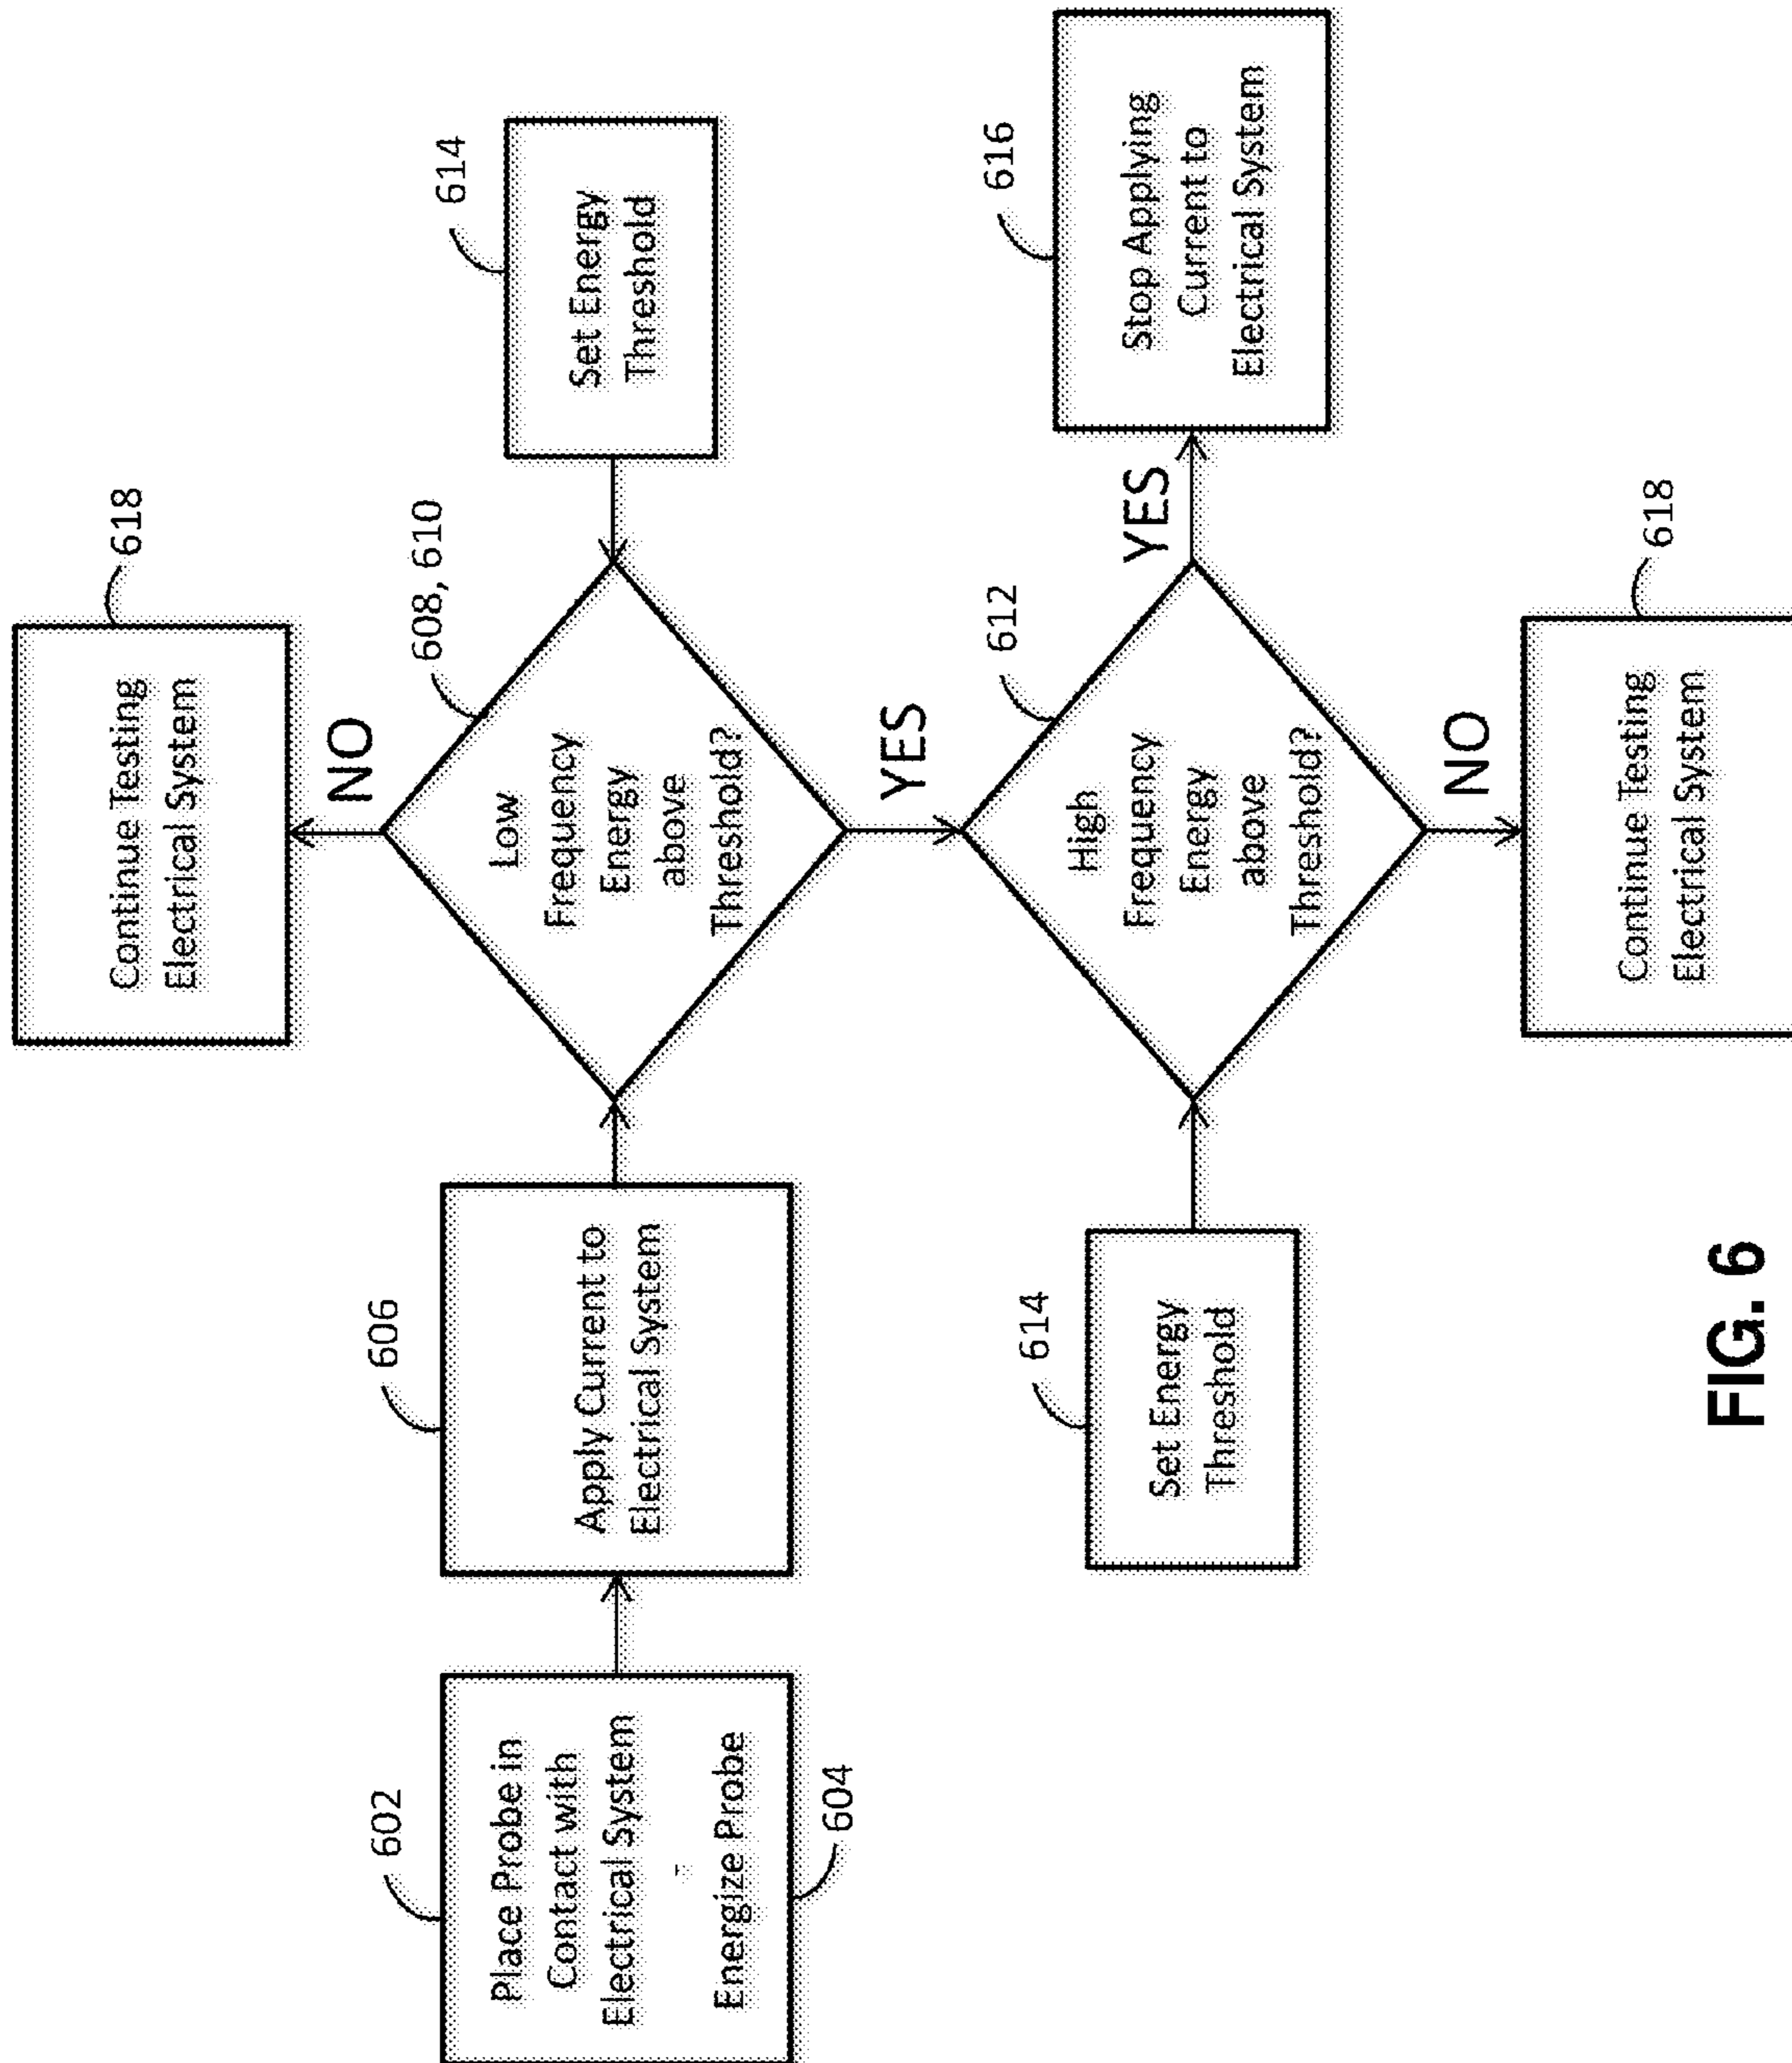 618
Continue Testing
Electrical System
NO
602
Place Probe in
Contact with
Electrical System
Energize Probe
604
606
Apply Current to
Electrical System
608, 610
Low
Frequency
Energy
above
Threshold?
614
Set Energy
Threshold
YES
614
Set Energy
Threshold
612
High
Frequency
Energy
above
Threshold?
YES
616
Stop Applying
Current to
Electrical System
NO
618
Continue Testing
Electrical System
FIG. 6